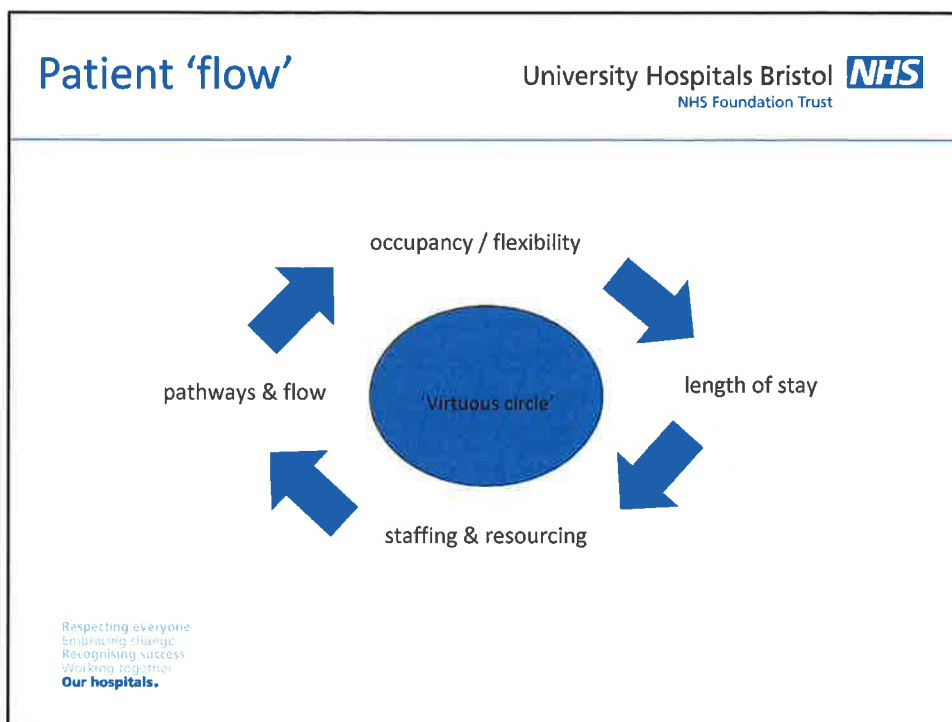 Patient ‘flow’
University Hospitals Bristol NHS
NHS Foundation Trust
occupancy / flexibility
pathways & flow
‘Virtuous circle’
length of stay
staffing & resourcing
Respecting everyone
Embracing change
Recognising success
Working together
Our hospitals.